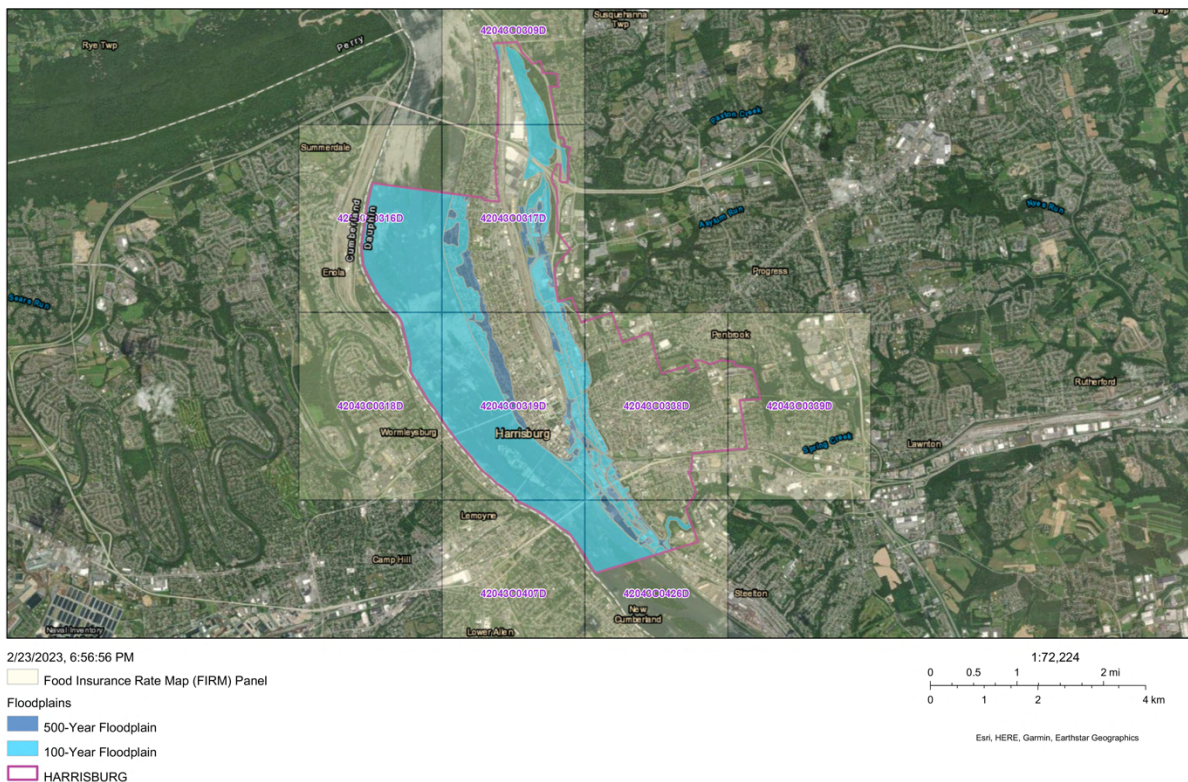 Susquehanna
Twp
Twp
42043C0309D
Rye Twp
Perry
Paxton Creek
Summerdale
42043C0316D
42043C0317D
Asylum Run
Nyes Run
Cumberland
Dauphin
Enola
Progress
Sears Run
Penbrook
Rutherford
42043C0318D
42043C0319D
42043C0338D
42043C0339D
Wormleysburg
Harrisburg
Spring Creek
Lawnton
Lemoyne
Camp Hill
42043C0407D
42043C0426D
Steelton
New
Cumberland
Naval Inventory
Lower Allen
2/23/2023, 6:56:56 PM
Food Insurance Rate Map (FIRM) Panel
Floodplains
500-Year Floodplain
100-Year Floodplain
HARRISBURG
1:72,224
0 0.5 1 2 mi
0 1 2 4 km
Esri, HERE, Garmin, Earthstar Geographics